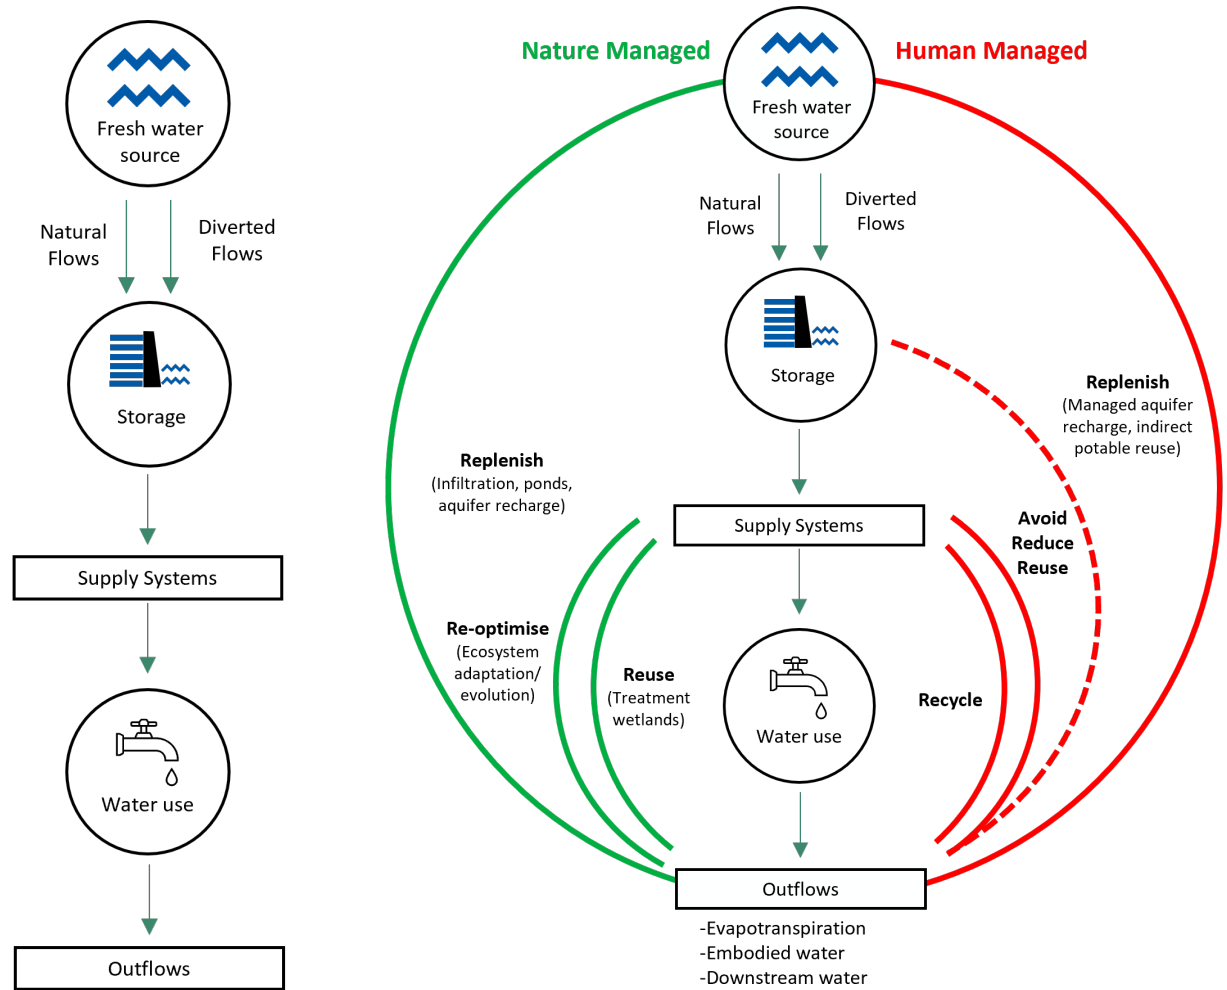 Fresh water
source
Natural
Flows
Diverted
Flows
Storage
Supply Systems
Water use
Outflows
Nature Managed
Human Managed
Fresh water
source
Natural
Flows
Diverted
Flows
Storage
Replenish
(Managed aquifer
recharge, indirect
potable reuse)
Replenish
(Infiltration, ponds,
aquifer recharge)
Supply Systems
Avoid
Reduce
Reuse
Re-optimise
(Ecosystem
adaptation/
evolution)
Reuse
(Treatment
wetlands)
Water use
Recycle
Outflows
-Evapotranspiration
-Embodied water
-Downstream water